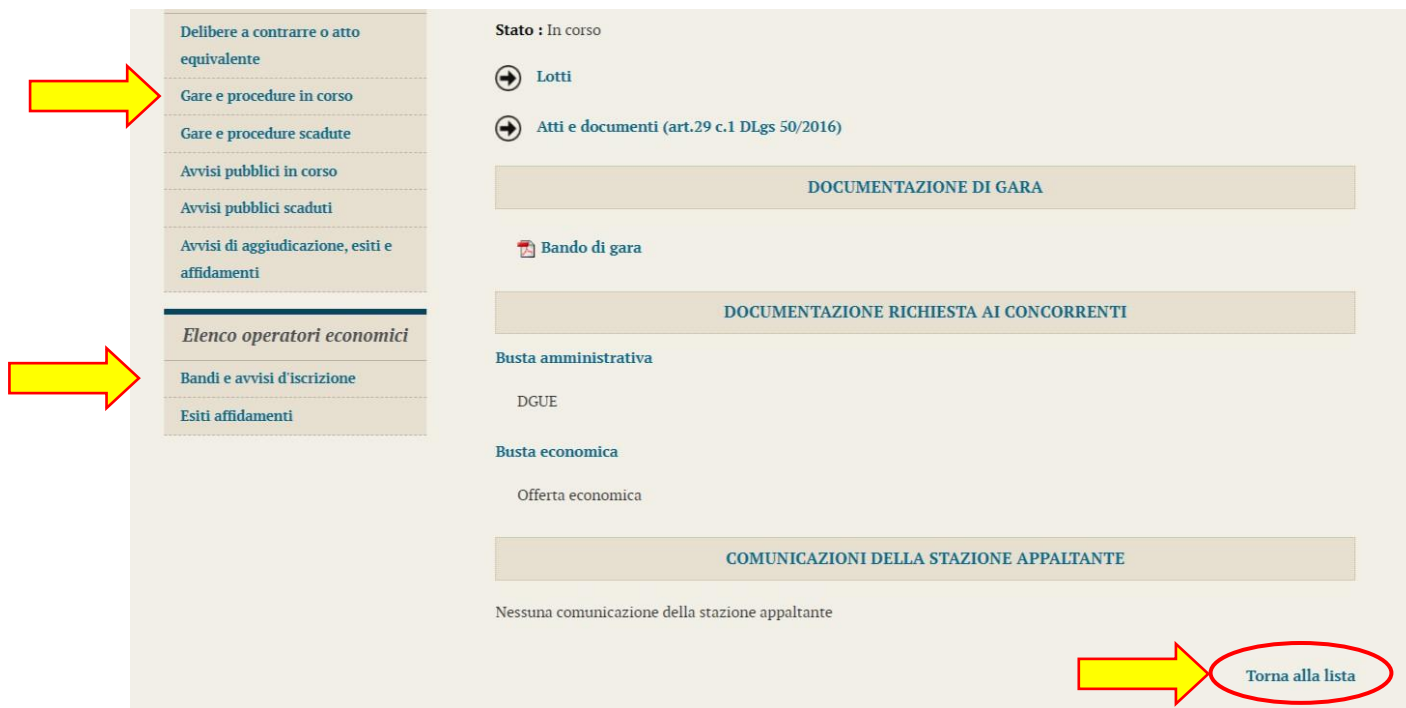 Delibere a contrarre o atto
equivalente
Gare e procedure in corso
Gare e procedure scadute
Avvisi pubblici in corso
Avvisi pubblici scaduti
Avvisi di aggiudicazione, esiti e
affidamenti
Elenco operatori economici
Bandi e avvisi d'iscrizione
Esiti affidamenti
Stato : In corso
Lotti
Atti e documenti (art.29 c.1 DLgs 50/2016)
DOCUMENTAZIONE DI GARA
Bando di gara
DOCUMENTAZIONE RICHIESTA AI CONCORRENTI
Busta amministrativa
DGUE
Busta economica
Offerta economica
COMUNICAZIONI DELLA STAZIONE APPALTANTE
Nessuna comunicazione della stazione appaltante
Torna alla lista